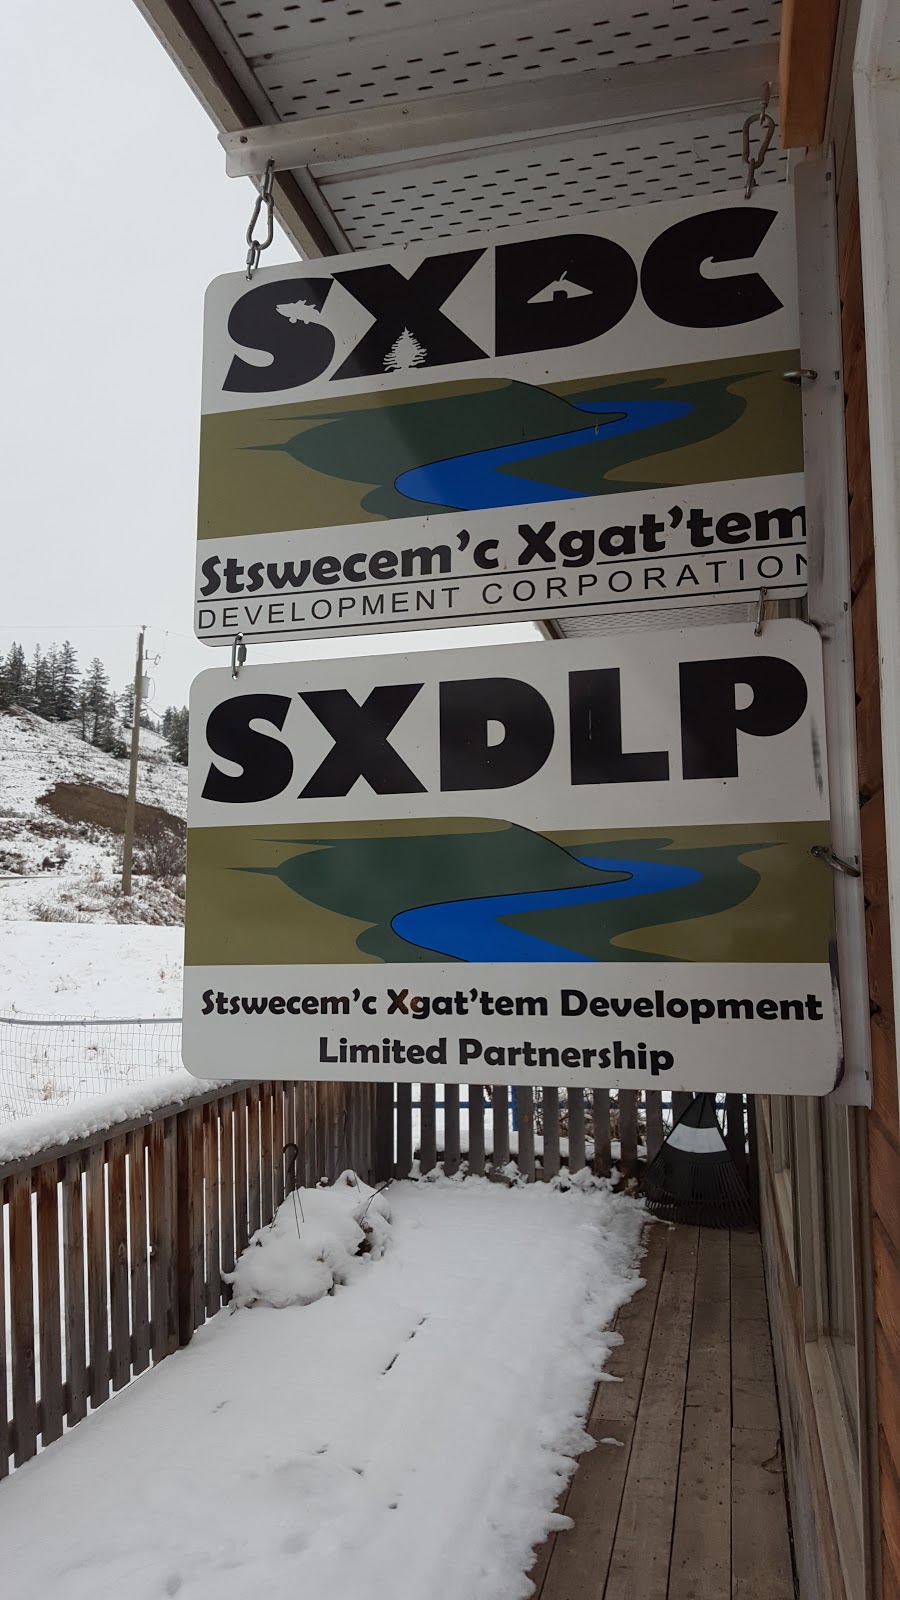 SXDC
Stswecem'c Xgat'tem
DEVELOPMENT CORPORATION
SXDLP
Stswecem'c Xgat'tem Development
Limited Partnership